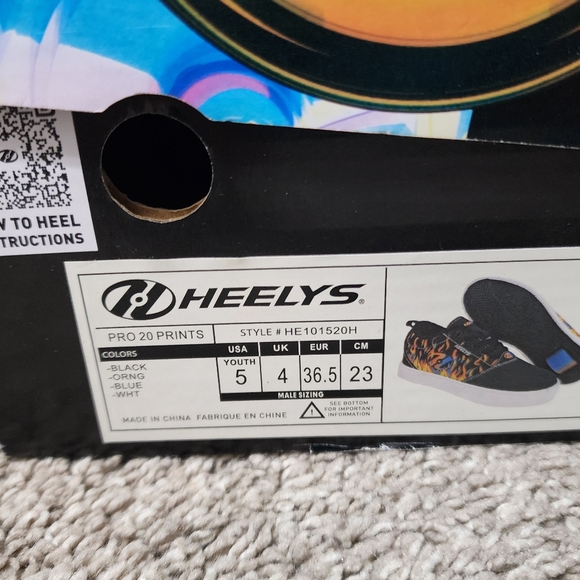 TO HEEL
HEELYS®
PRO 20 PRINTS
STYLE # HE101520H
COLORS
-BLACK
-ORNG
-BLUE
-WHT
USA UK EUR CM
YOUTH
5 4 36.5 23
MALE SIZING
SEE BOTTOM
FOR IMPORTANT
INFORMATION
MADE IN CHINA FABRIQUE EN CHINE